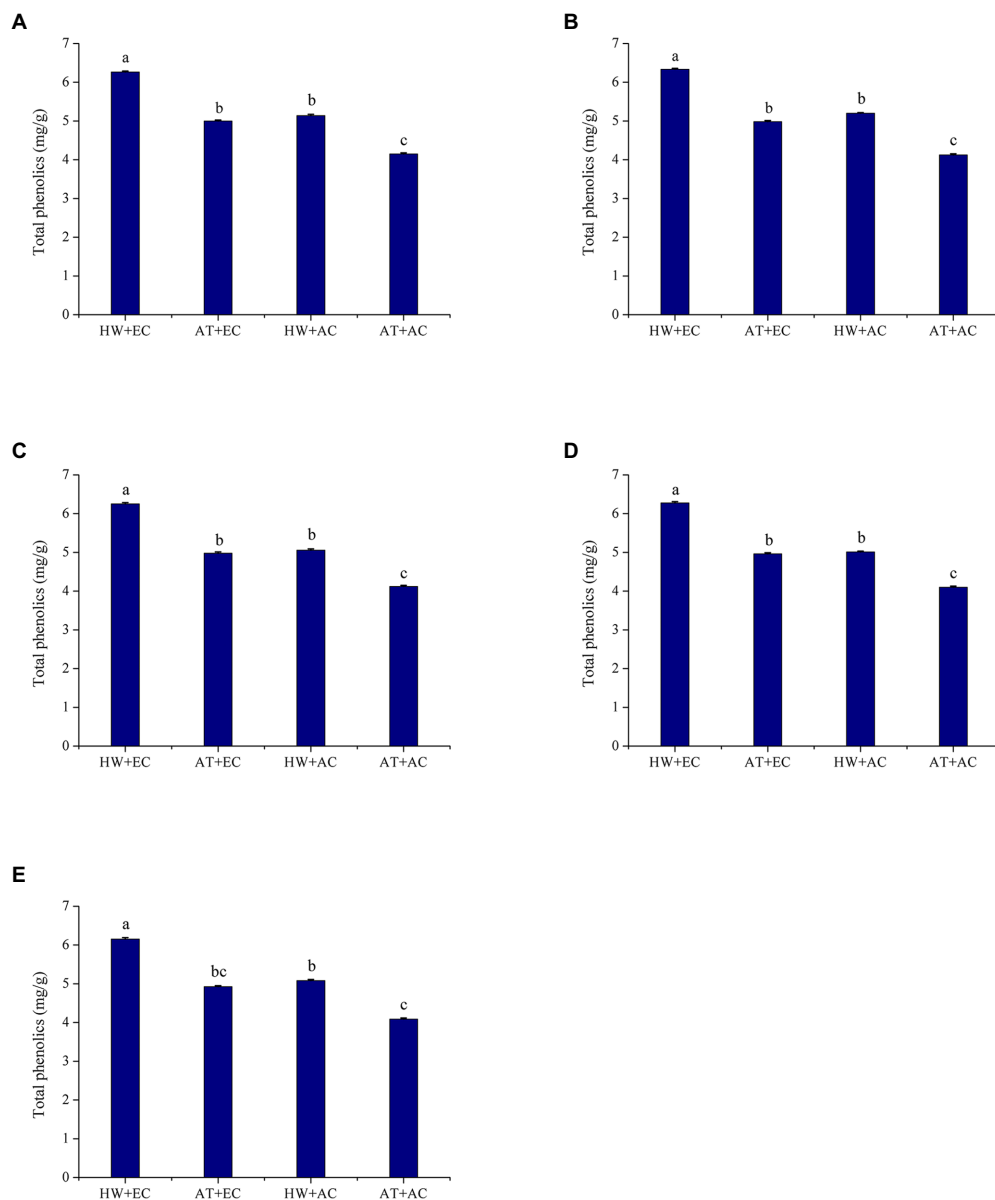 A
Total phenolics (mg/g)
7
6
5
4
3
2
1
0
a
b
b
c
HW+EC AT+EC HW+AC AT+AC
B
Total phenolics (mg/g)
7
6
5
4
3
2
1
0
a
b
b
c
HW+EC AT+EC HW+AC AT+AC
C
Total phenolics (mg/g)
7
6
5
4
3
2
1
0
a
b
b
c
HW+EC AT+EC HW+AC AT+AC
D
Total phenolics (mg/g)
7
6
5
4
3
2
1
0
a
b
b
c
HW+EC AT+EC HW+AC AT+AC
E
Total phenolics (mg/g)
7
6
5
4
3
2
1
0
a
bc
b
c
HW+EC AT+EC HW+AC AT+AC